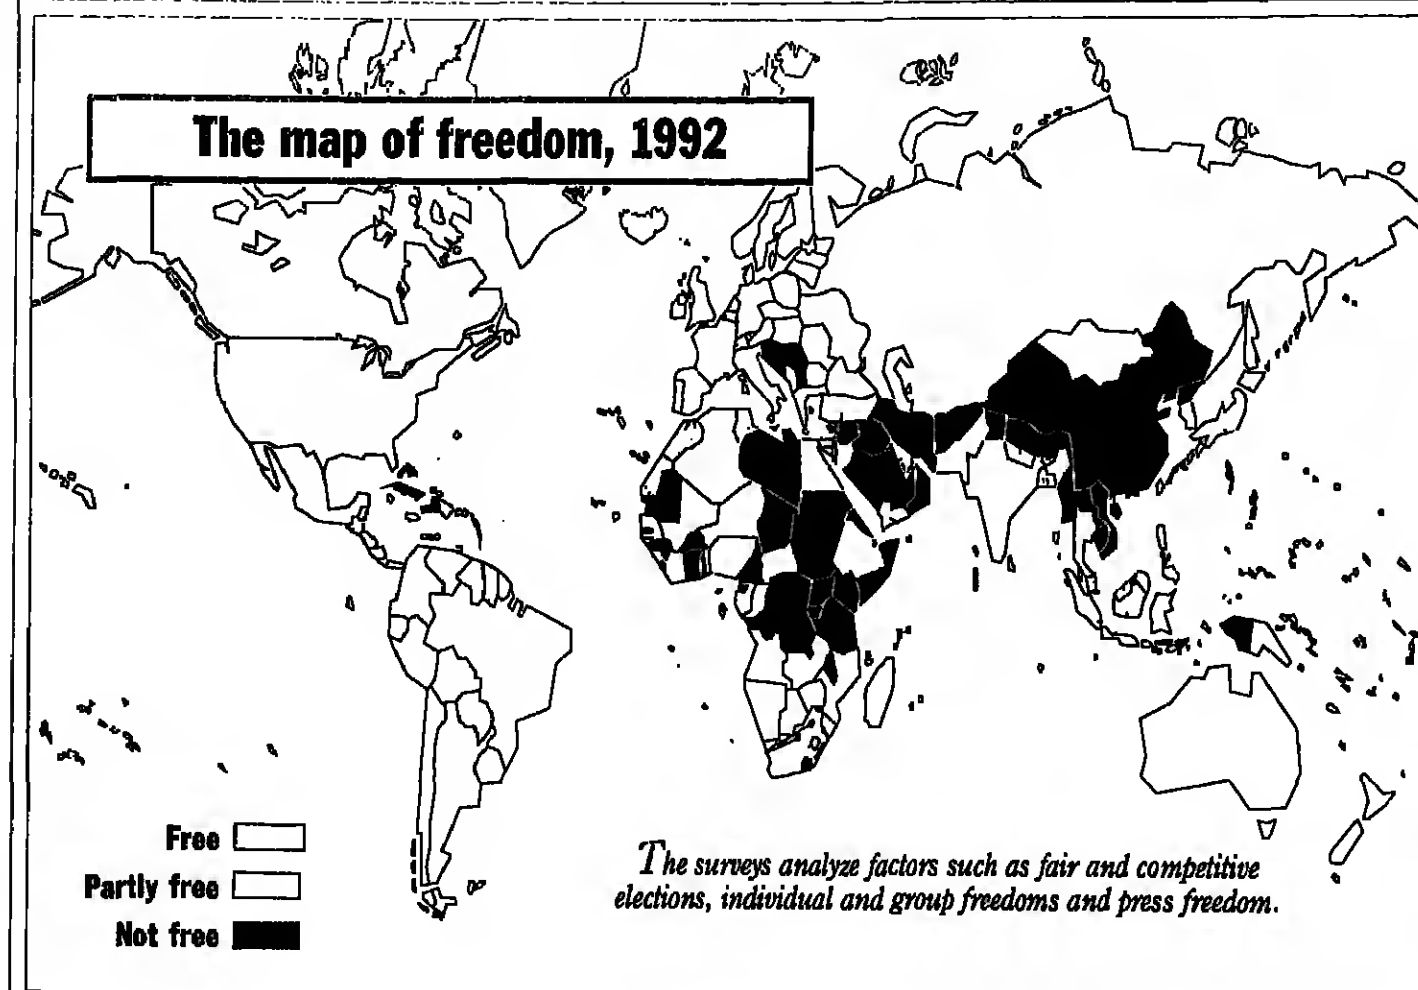 The map of freedom, 1992
Free
Partly free
Not free
The surveys analyze factors such as fair and competitive
elections, individual and group freedoms and press freedom.